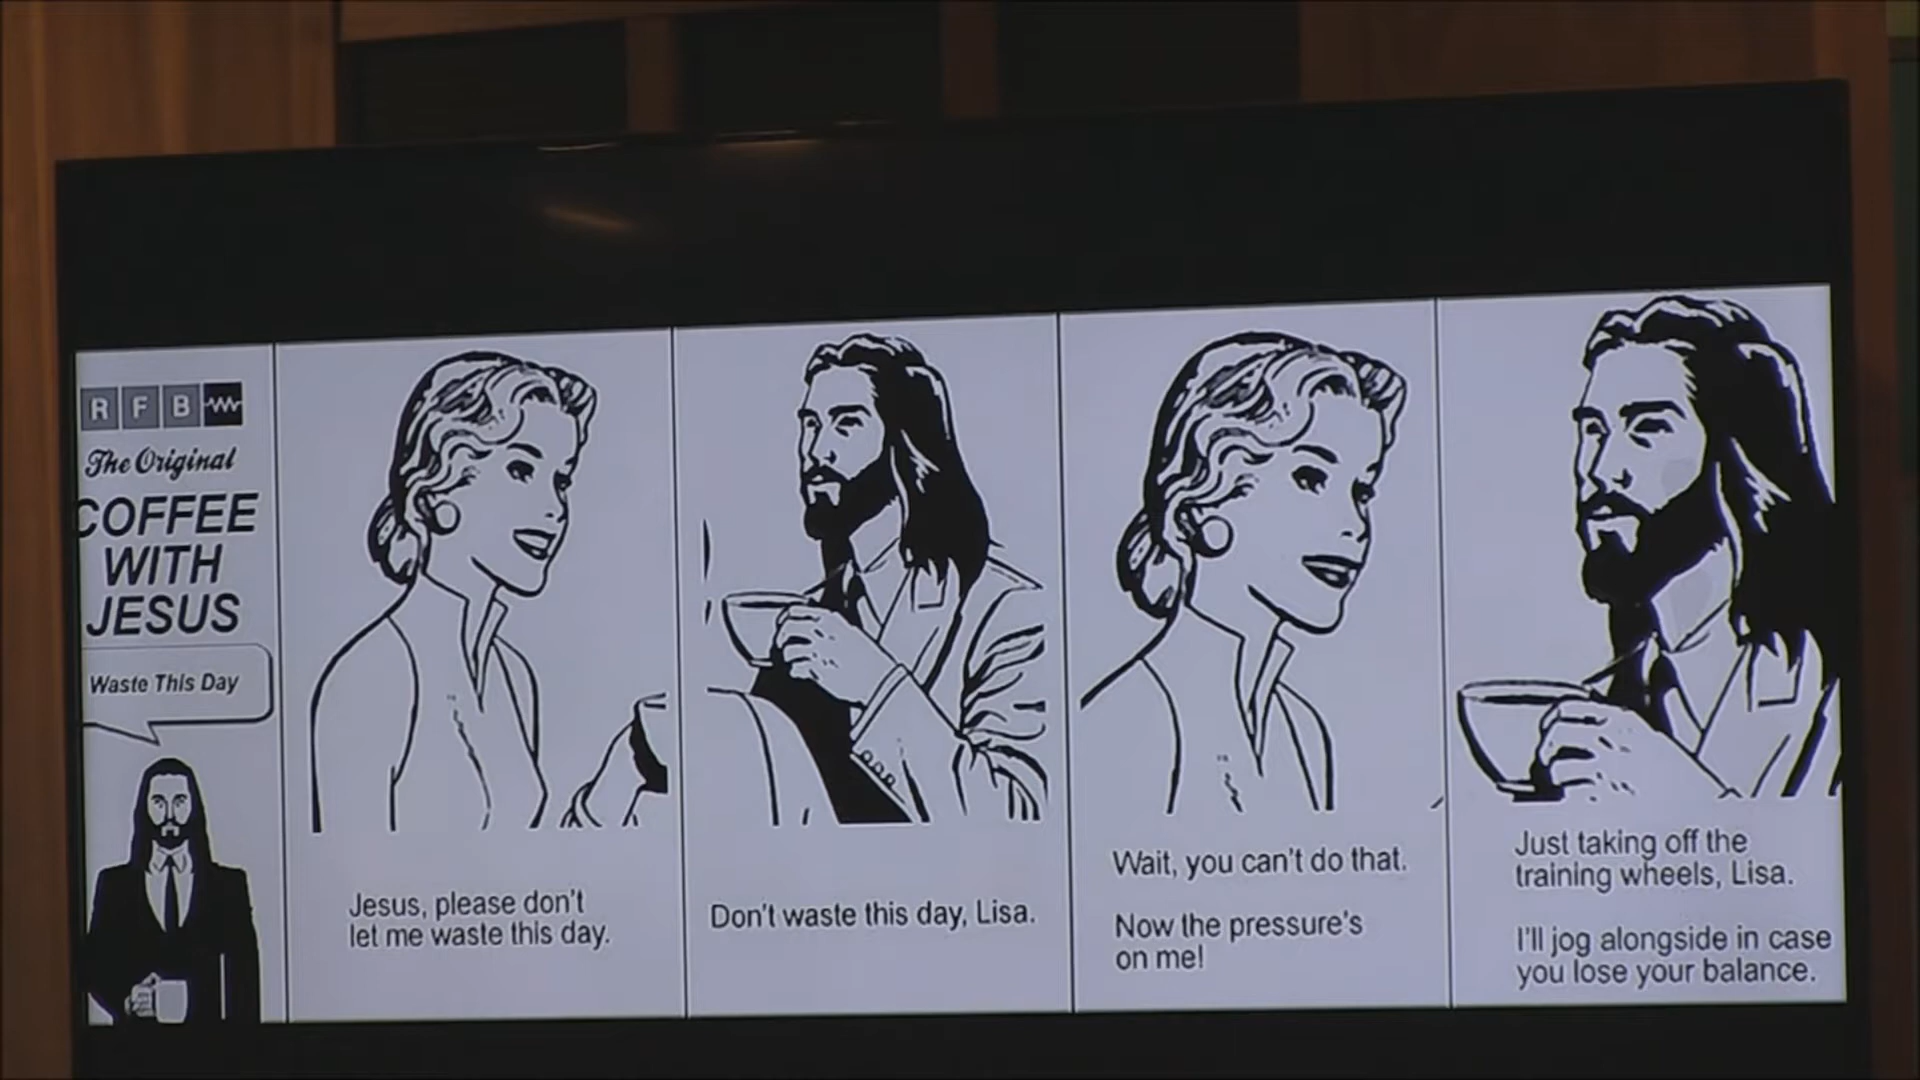 RFB
The Original
COFFEE
WITH
JESUS
Waste This Day
Jesus, please don't
let me waste this day.
Don't waste this day, Lisa.
Wait, you can't do that.
Now the pressure's
on me!
Just taking off the
training wheels, Lisa.
I'll jog alongside in case
you lose your balance.